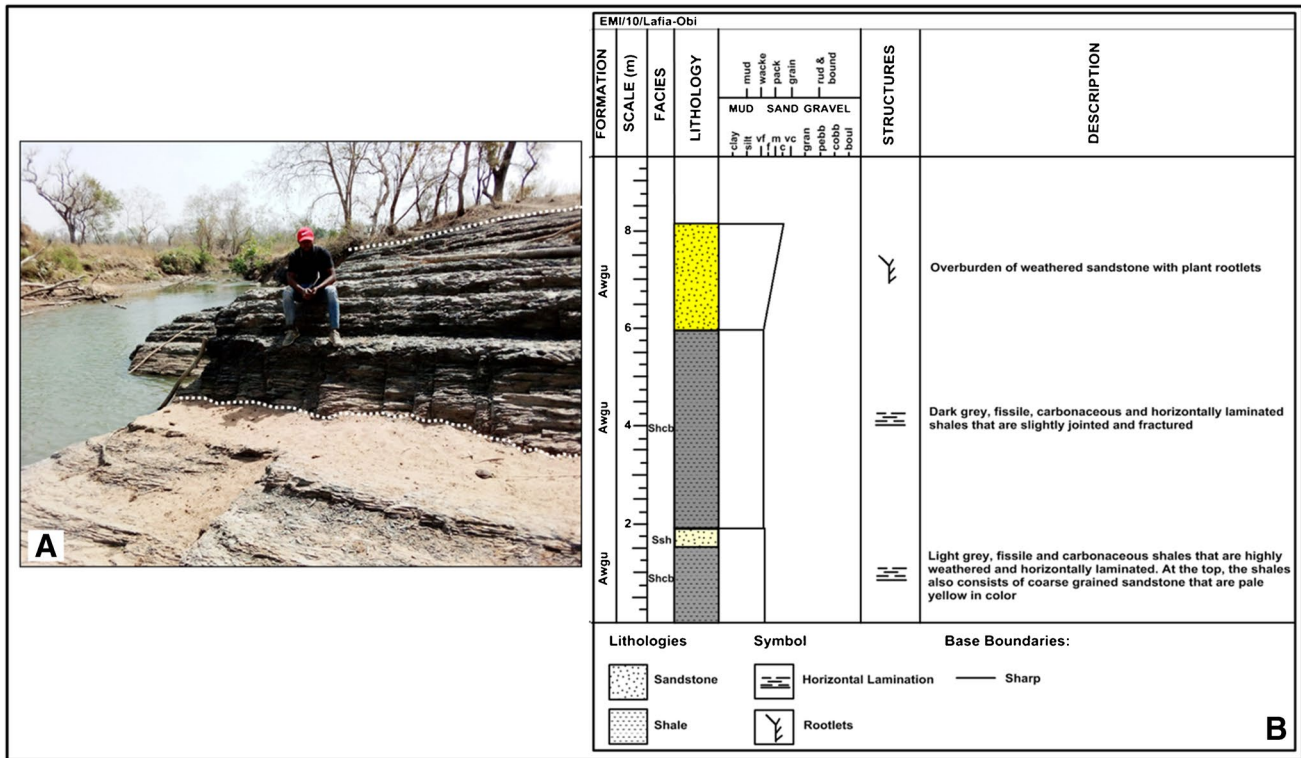 A
EMI/10/Lafia-Obi
FORMATION
SCALE (m)
FACIES
LITHOLOGY
mud
wacke
pack
grain
rud &
bound
MUD SAND GRAVEL
clay
silt
vf
f
m
c
vc
gran
pebb
cobb
boul
STRUCTURES
DESCRIPTION
8
Awgu
Overburden of weathered sandstone with plant rootlets
6
Awgu
4
Shcb
Dark grey, fissile, carbonaceous and horizontally laminated
shales that are slightly jointed and fractured
2
Ssh
Awgu
Shcb
Light grey, fissile and carbonaceous shales that are highly
weathered and horizontally laminated. At the top, the shales
also consists of coarse grained sandstone that are pale
yellow in color
Lithologies
Symbol
Base Boundaries:
Sandstone
Horizontal Lamination
Sharp
Shale
Rootlets
B